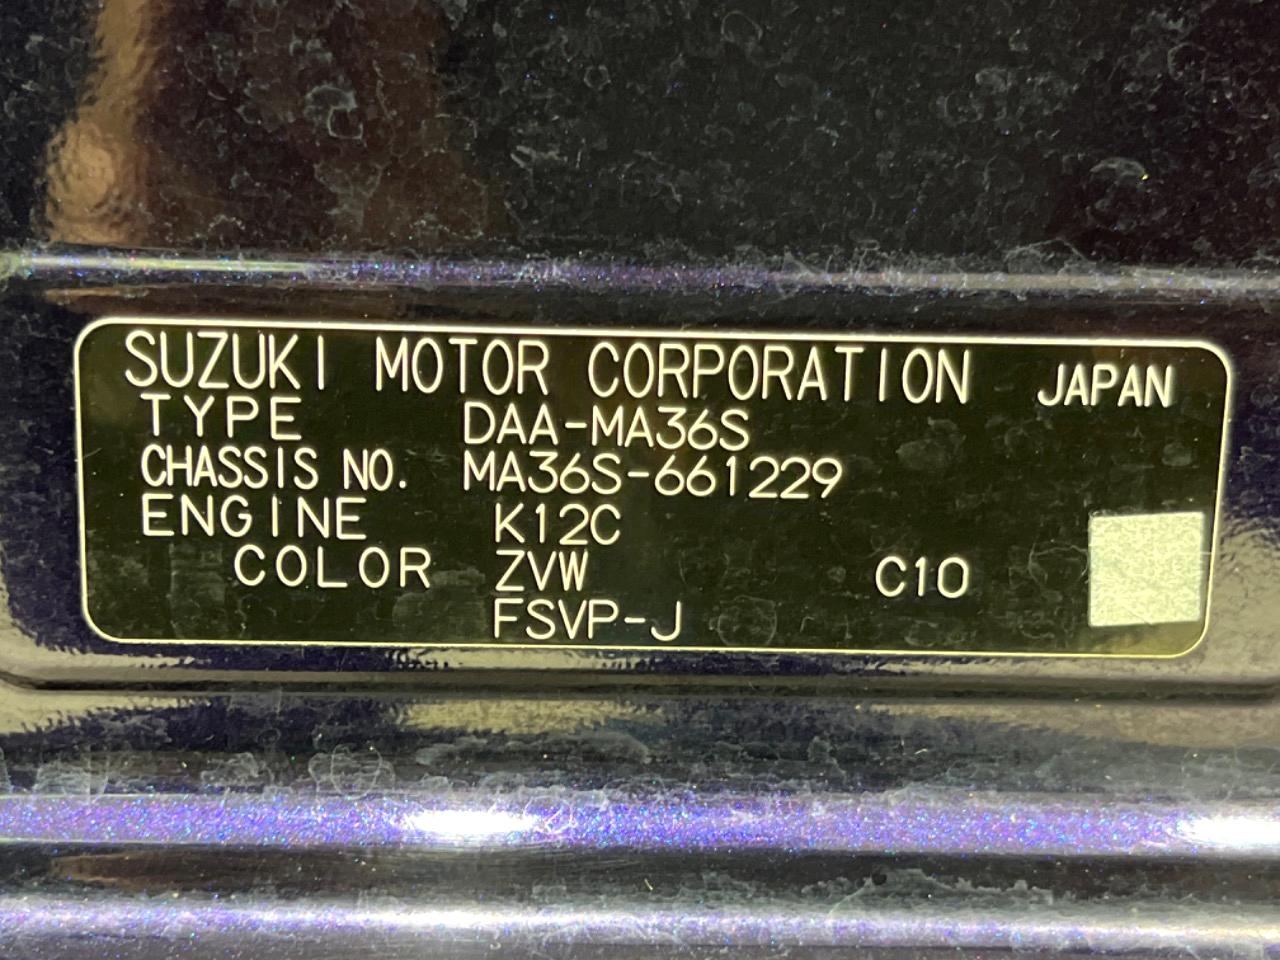 SUZUKI MOTOR CORPORATION JAPAN
TYPE DAA-MA36S
CHASSIS NO. MA36S-661229
ENGINE K12C
COLOR ZVW C10
FSVP-J